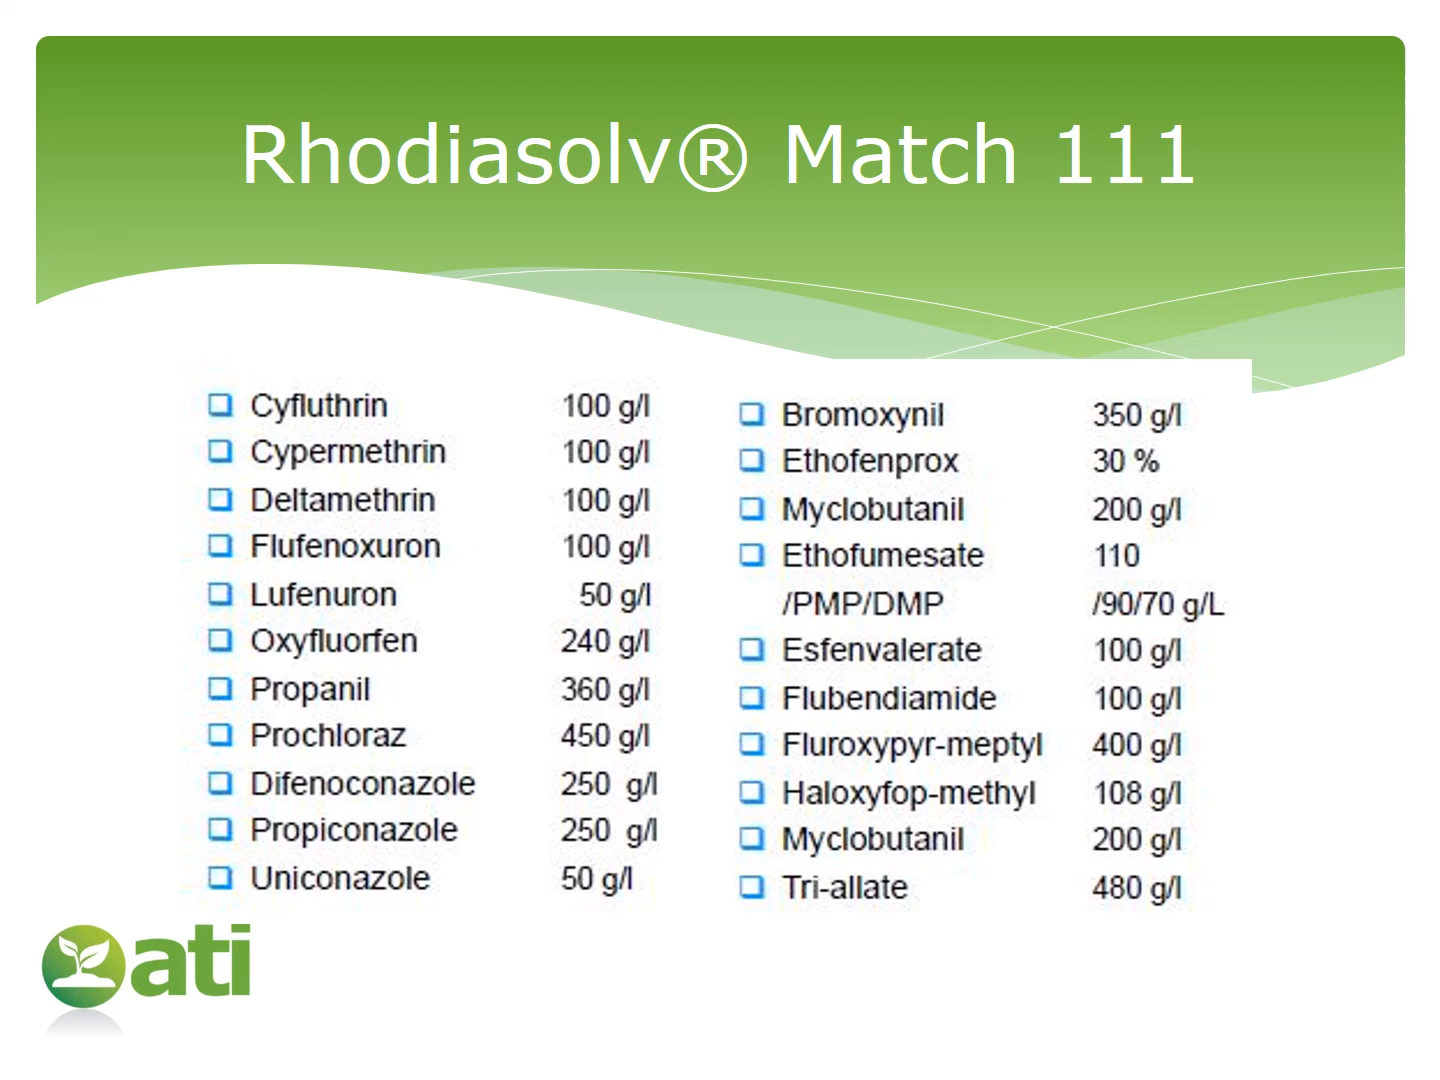 Rhodiasolv® Match 111
Cyfluthrin 100 g/l
Cypermethrin 100 g/l
Deltamethrin 100 g/l
Flufenoxuron 100 g/l
Lufenuron 50 g/l
Oxyfluorfen 240 g/l
Propanil 360 g/l
Prochloraz 450 g/l
Difenoconazole 250 g/l
Propiconazole 250 g/l
Uniconazole 50 g/l
Bromoxynil 350 g/l
Ethofenprox 30 %
Myclobutanil 200 g/l
Ethofumesate 110
/PMP/DMP /90/70 g/L
Esfenvalerate 100 g/l
Flubendiamide 100 g/l
Fluroxypyr-meptyl 400 g/l
Haloxyfop-methyl 108 g/l
Myclobutanil 200 g/l
Tri-allate 480 g/l
ati